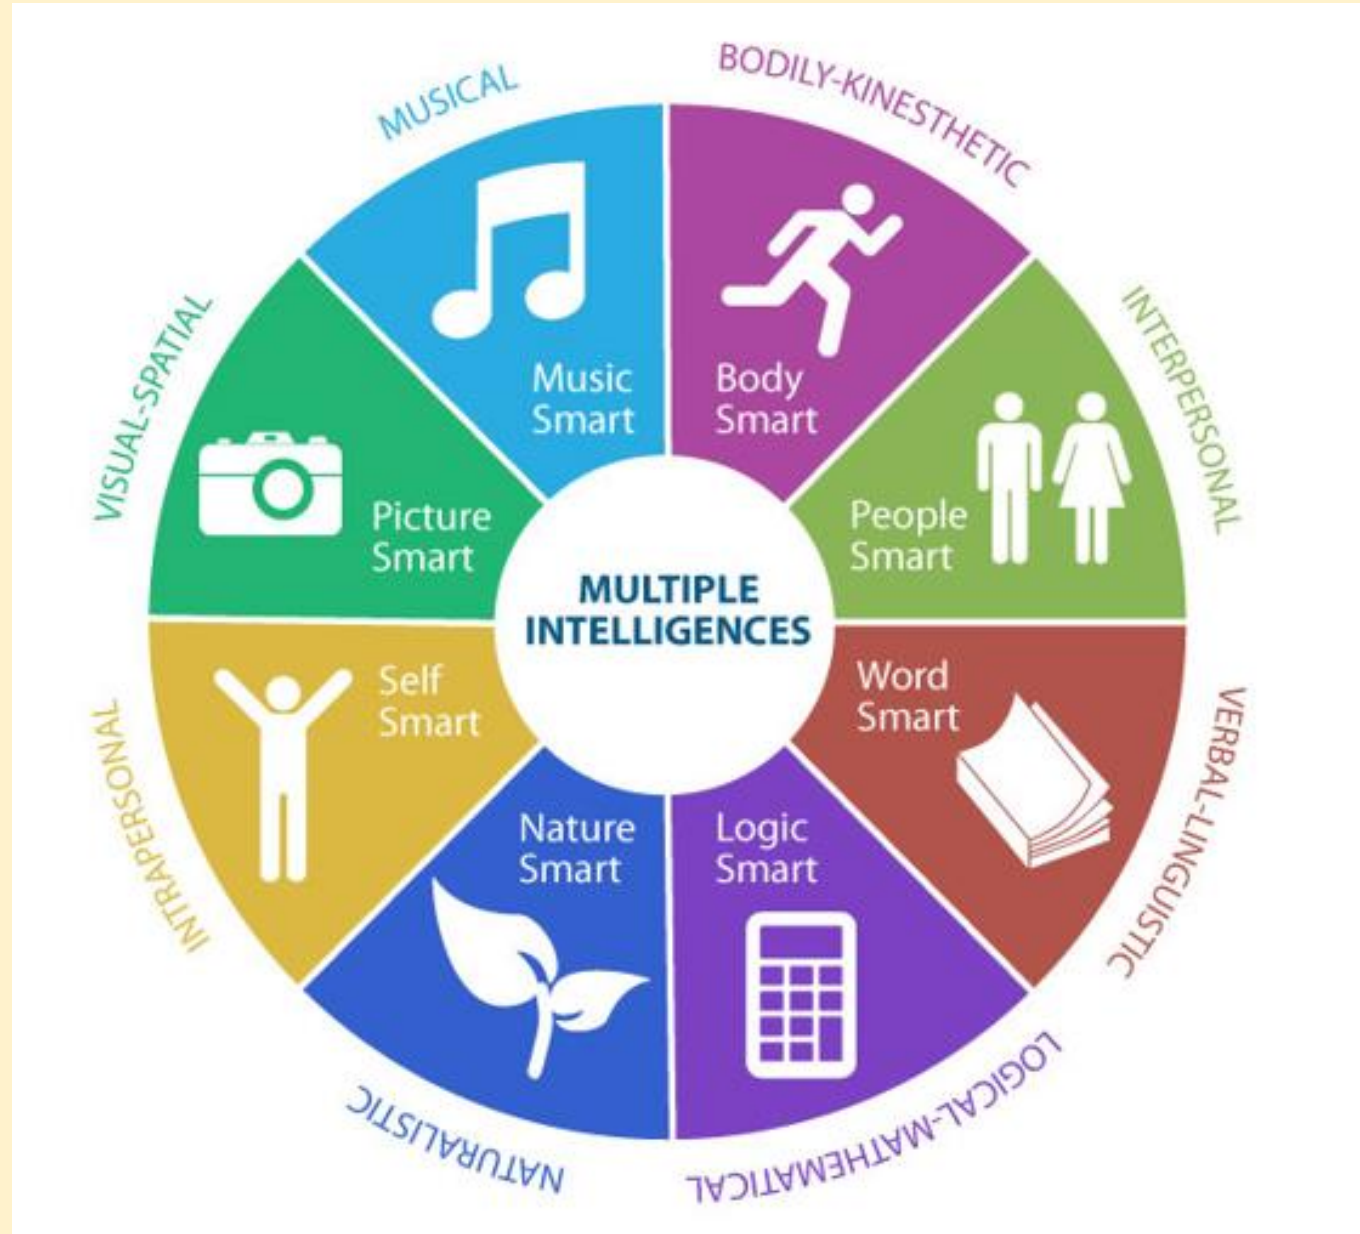 MUSICAL
BODILY-KINESTHETIC
INTERPERSONAL
VERBAL-LINGUISTIC
LOGICAL-MATHEMATICAL
NATURALISTIC
INTRAPERSONAL
VISUAL-SPATIAL
Music
Smart
Body
Smart
People
Smart
Word
Smart
Logic
Smart
Nature
Smart
Self
Smart
Picture
Smart
MULTIPLE
INTELLIGENCES